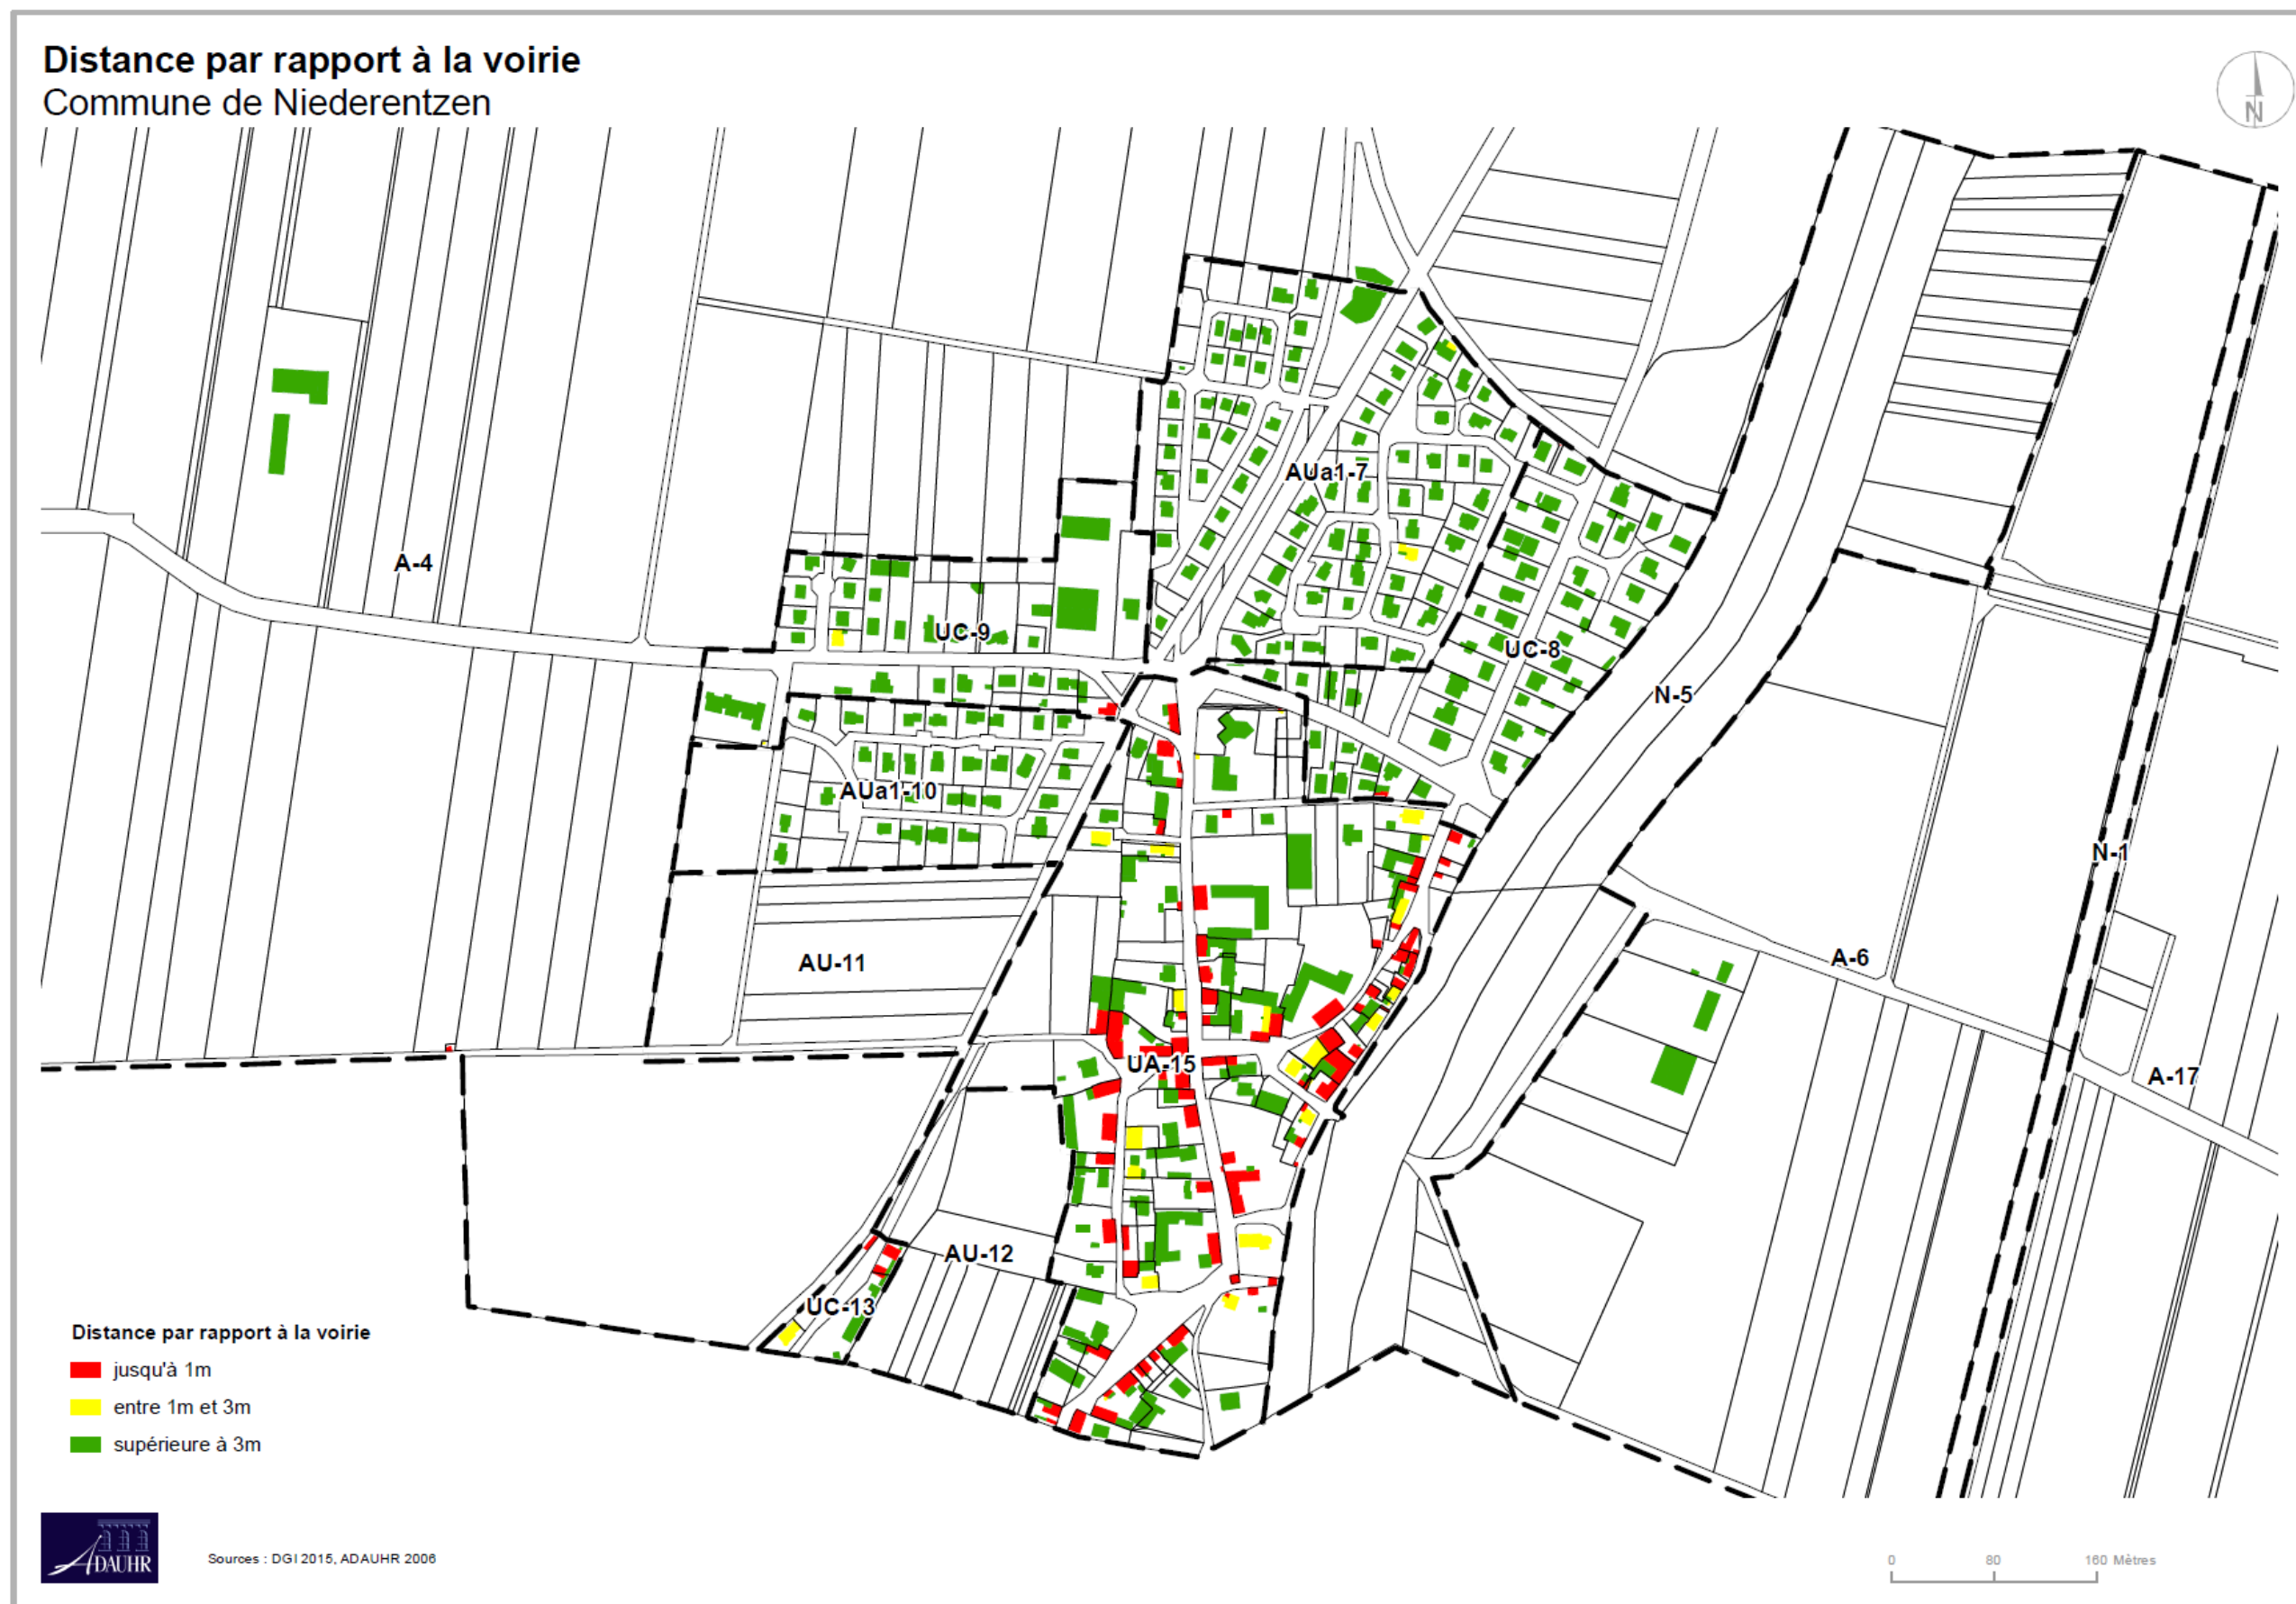 Distance par rapport à la voirie
Commune de Niederentzen
N
AUa1-7
A-4
UC-9
UC-8
N-5
AUa1-10
N-1
AU-11
A-6
UA-15
A-17
AU-12
UC-13
Distance par rapport à la voirie
jusqu'à 1m
entre 1m et 3m
supérieure à 3m
ADAUHR
Sources : DGI 2015, ADAUHR 2006
0 80 160 Mètres